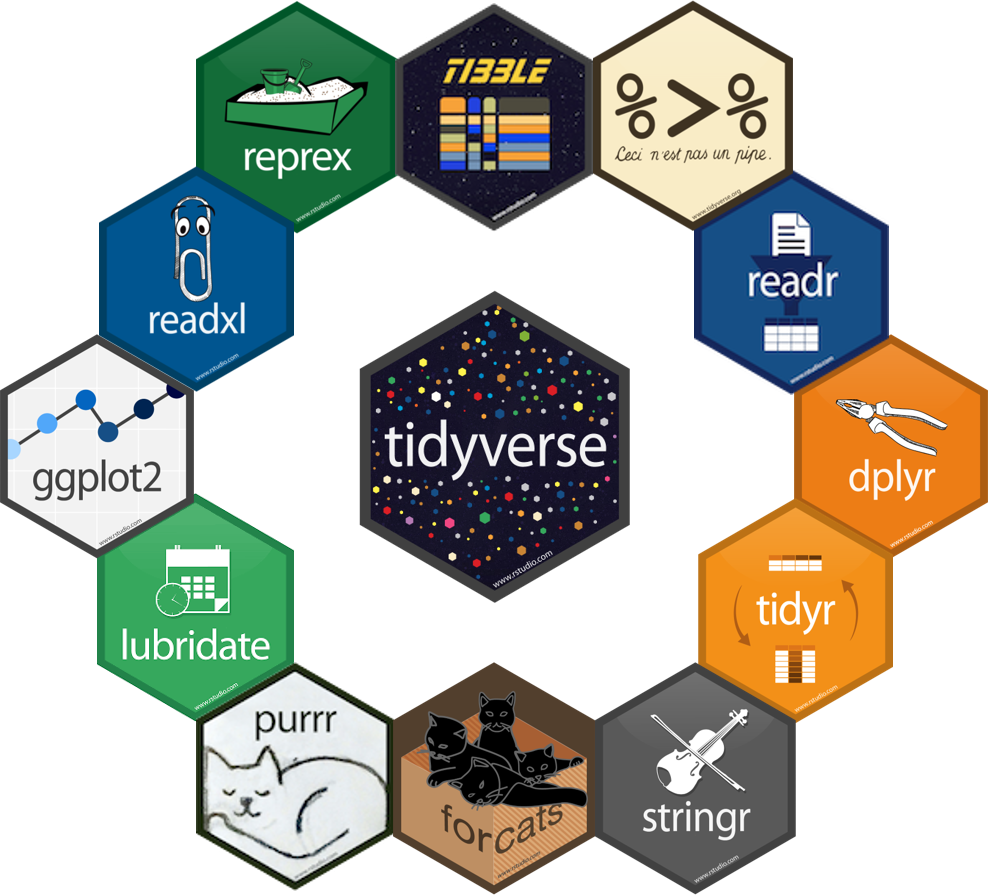 reprex
www.rstudio.com
TIBBLE
www.rstudio.com
%>%
Ceci n'est pas un pipe.
www.tidyverse.org
readxl
www.rstudio.com
readr
www.rstudio.com
ggplot2
www.rstudio.com
tidyverse
www.rstudio.com
dplyr
www.rstudio.com
lubridate
www.rstudio.com
tidyr
www.rstudio.com
purrr
www.rstudio.com
forcats
www.rstudio.com
stringr
www.rstudio.com